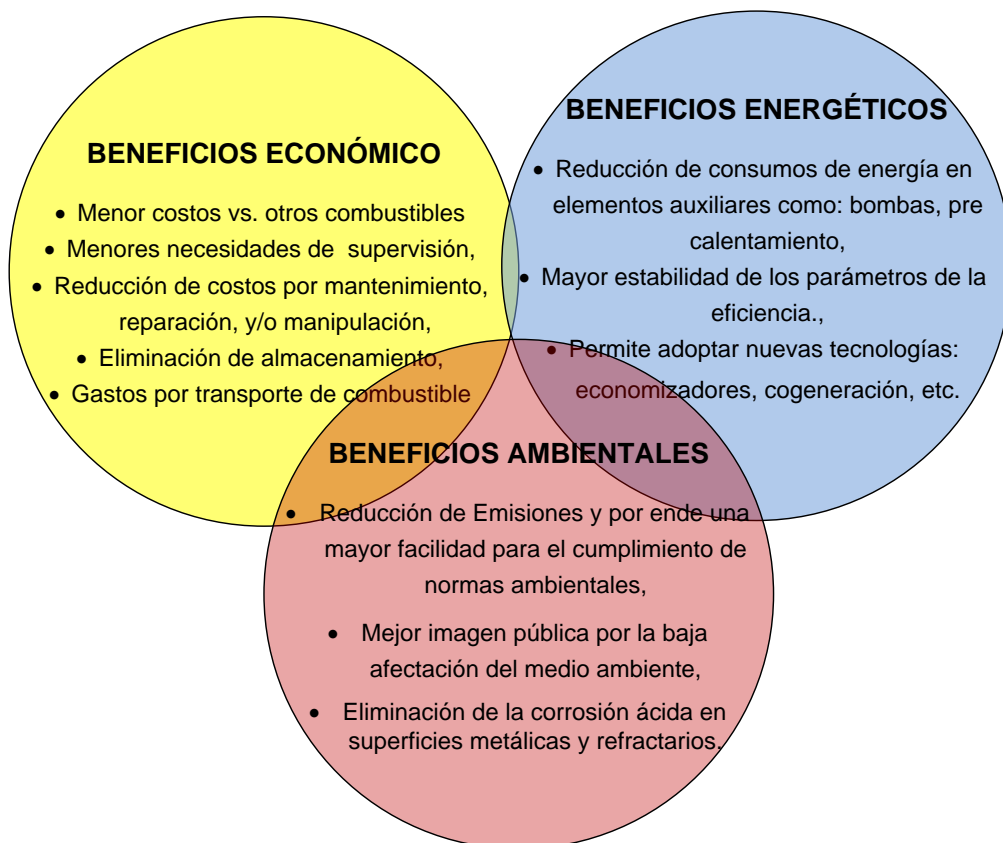 BENEFICIOS ECONÓMICO
• Menor costos vs. otros combustibles
• Menores necesidades de supervisión,
• Reducción de costos por mantenimiento,
reparación, y/o manipulación,
• Eliminación de almacenamiento,
• Gastos por transporte de combustible
BENEFICIOS ENERGÉTICOS
• Reducción de consumos de energía en
elementos auxiliares como: bombas, pre
calentamiento,
• Mayor estabilidad de los parámetros de la
eficiencia.,
• Permite adoptar nuevas tecnologías:
economizadores, cogeneración, etc.
BENEFICIOS AMBIENTALES
• Reducción de Emisiones y por ende una
mayor facilidad para el cumplimiento de
normas ambientales,
• Mejor imagen pública por la baja
afectación del medio ambiente,
• Eliminación de la corrosión ácida en
superficies metálicas y refractarios.